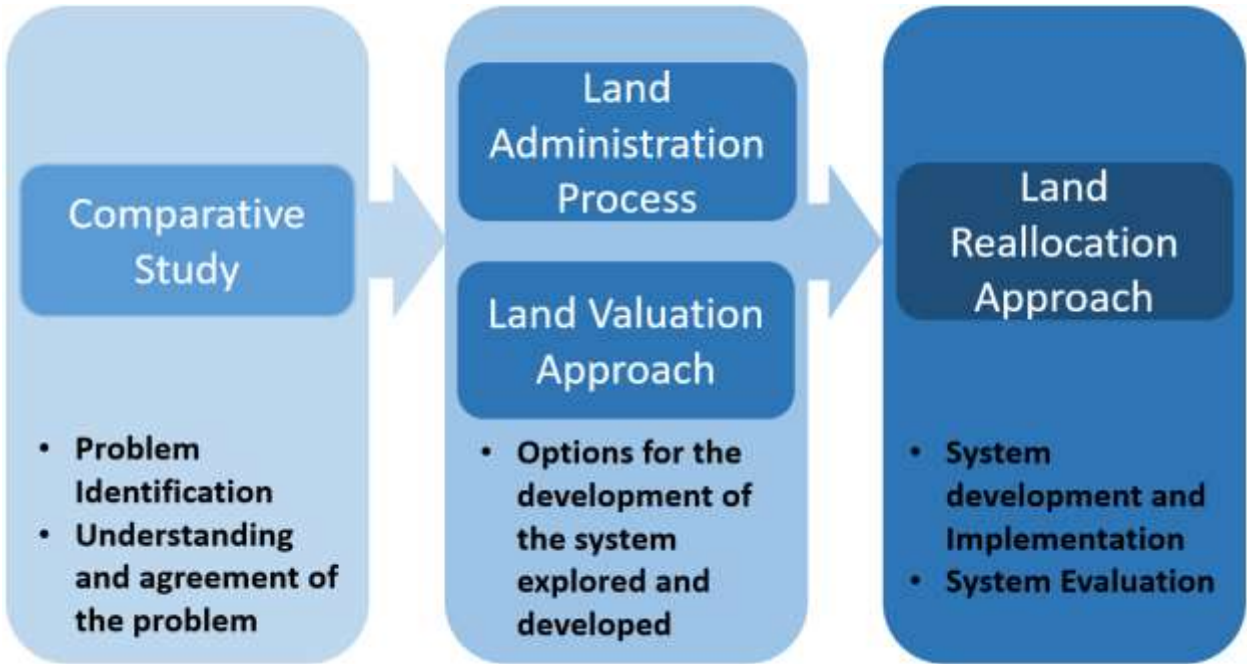 Comparative
Study
• Problem
Identification
• Understanding
and agreement of
the problem
Land
Administration
Process
Land Valuation
Approach
• Options for the
development of
the system
explored and
developed
Land
Reallocation
Approach
• System
development and
Implementation
• System Evaluation